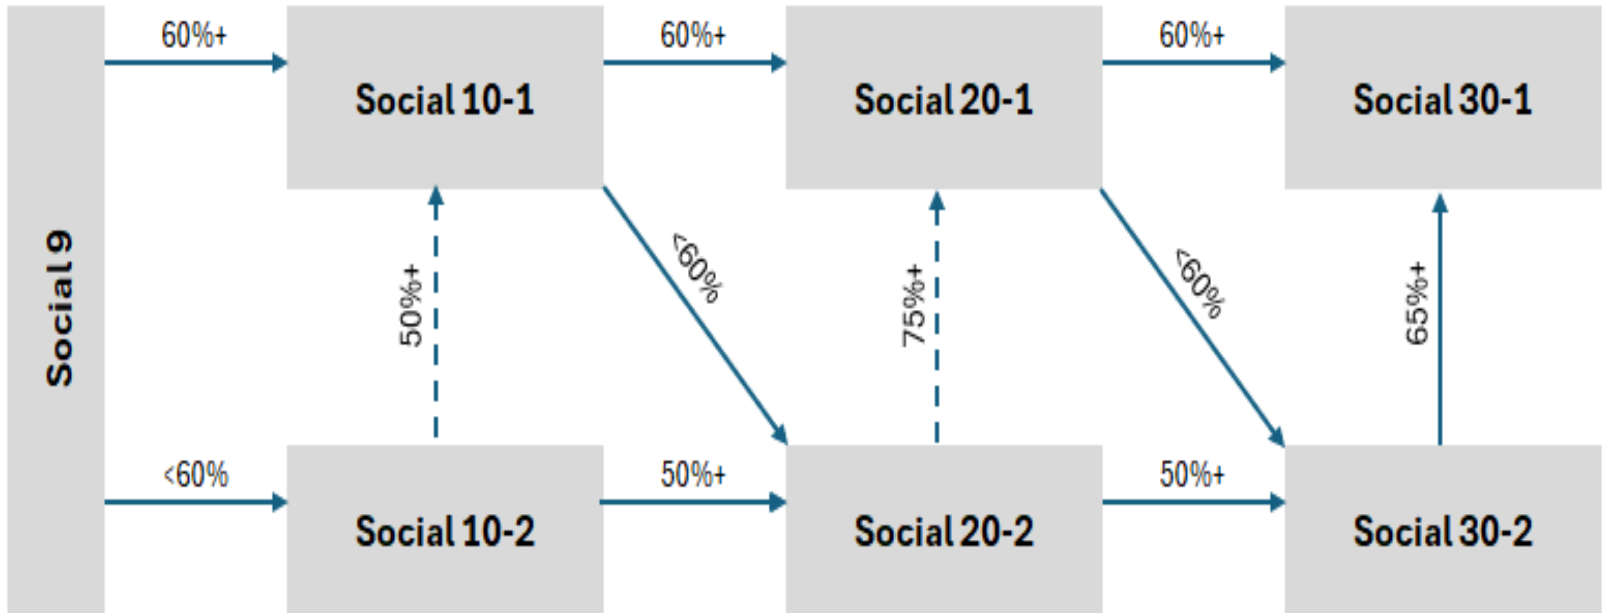 60%+
60%+
60%+
Social 10-1
Social 20-1
Social 30-1
Social 9
50%+
<60%
75%+
<60%
65%+
<60%
50%+
50%+
Social 10-2
Social 20-2
Social 30-2